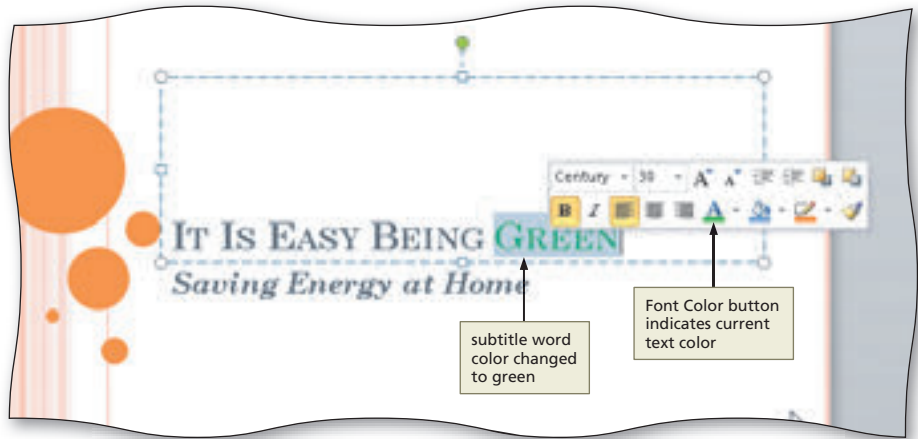 Century 30 A A
B I A
IT IS EASY BEING GREEN
Saving Energy at Home
subtitle word
color changed
to green
Font Color button
indicates current
text color